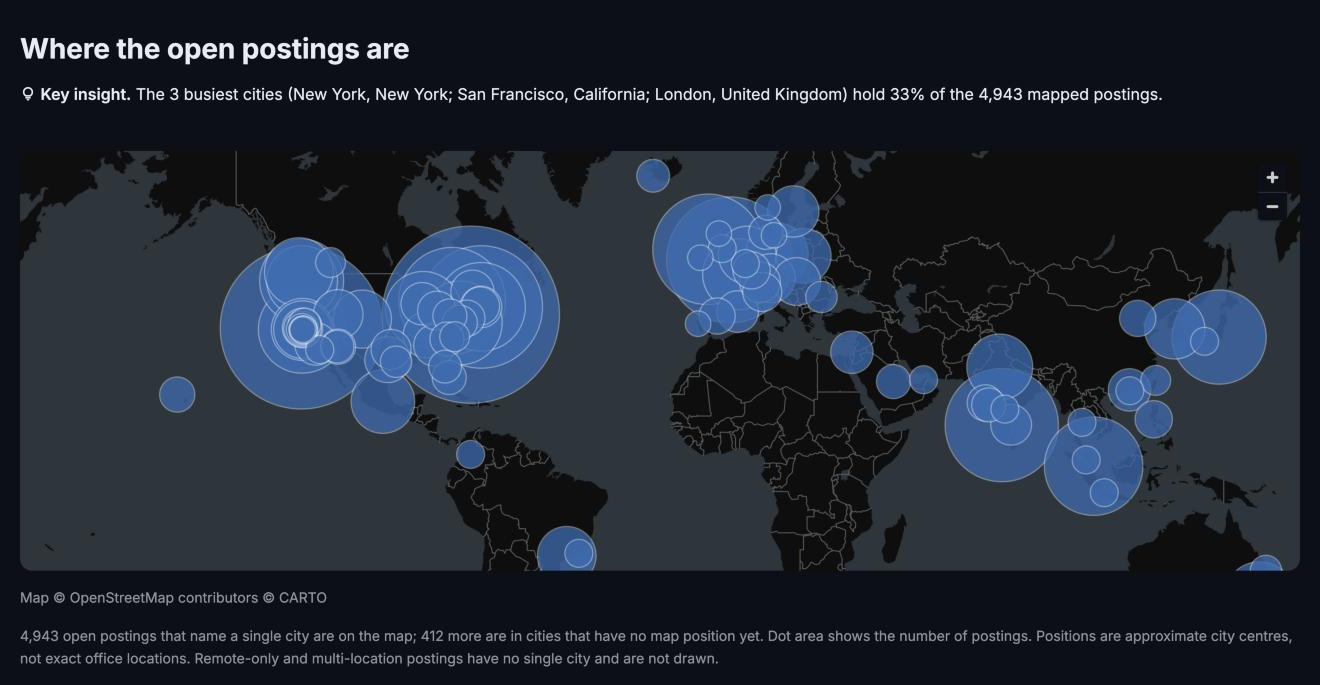 Where the open postings are
Key insight. The 3 busiest cities (New York, New York; San Francisco, California; London, United Kingdom) hold 33% of the 4,943 mapped postings.
+
−
Map © OpenStreetMap contributors © CARTO
4,943 open postings that name a single city are on the map; 412 more are in cities that have no map position yet. Dot area shows the number of postings. Positions are approximate city centres,
not exact office locations. Remote-only and multi-location postings have no single city and are not drawn.